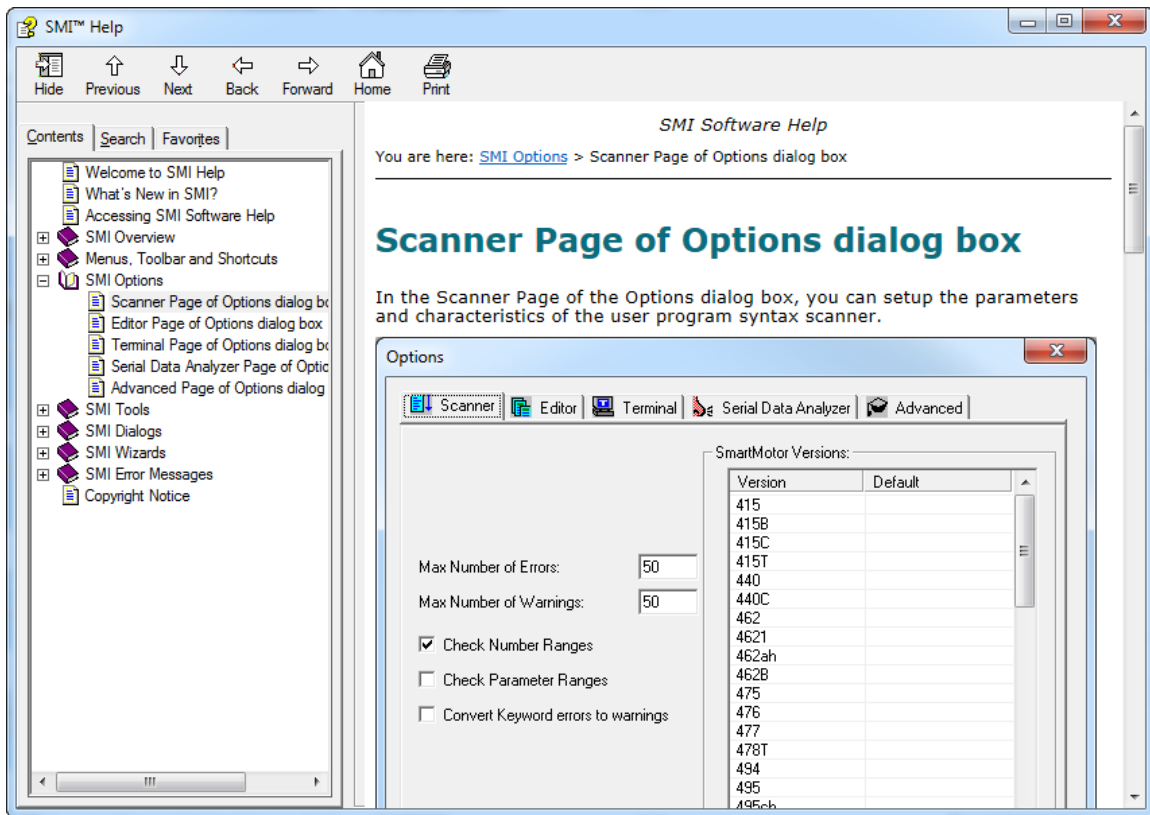 SMI™ Help
Hide Previous Next Back Forward Home Print
Contents Search Favorites
Welcome to SMI Help
What's New in SMI?
Accessing SMI Software Help
SMI Overview
Menus, Toolbar and Shortcuts
SMI Options
Scanner Page of Options dialog bo
Editor Page of Options dialog box
Terminal Page of Options dialog bo
Serial Data Analyzer Page of Optio
Advanced Page of Options dialog
SMI Tools
SMI Dialogs
SMI Wizards
SMI Error Messages
Copyright Notice
SMI Software Help
You are here: SMI Options > Scanner Page of Options dialog box
Scanner Page of Options dialog box
In the Scanner Page of the Options dialog box, you can setup the parameters
and characteristics of the user program syntax scanner.
Options
Scanner Editor Terminal Serial Data Analyzer Advanced
Max Number of Errors: 50
Max Number of Warnings: 50
Check Number Ranges
Check Parameter Ranges
Convert Keyword errors to warnings
SmartMotor Versions:
Version Default
415
415B
415C
415T
440
440C
462
4621
462ah
462B
475
476
477
478T
494
495